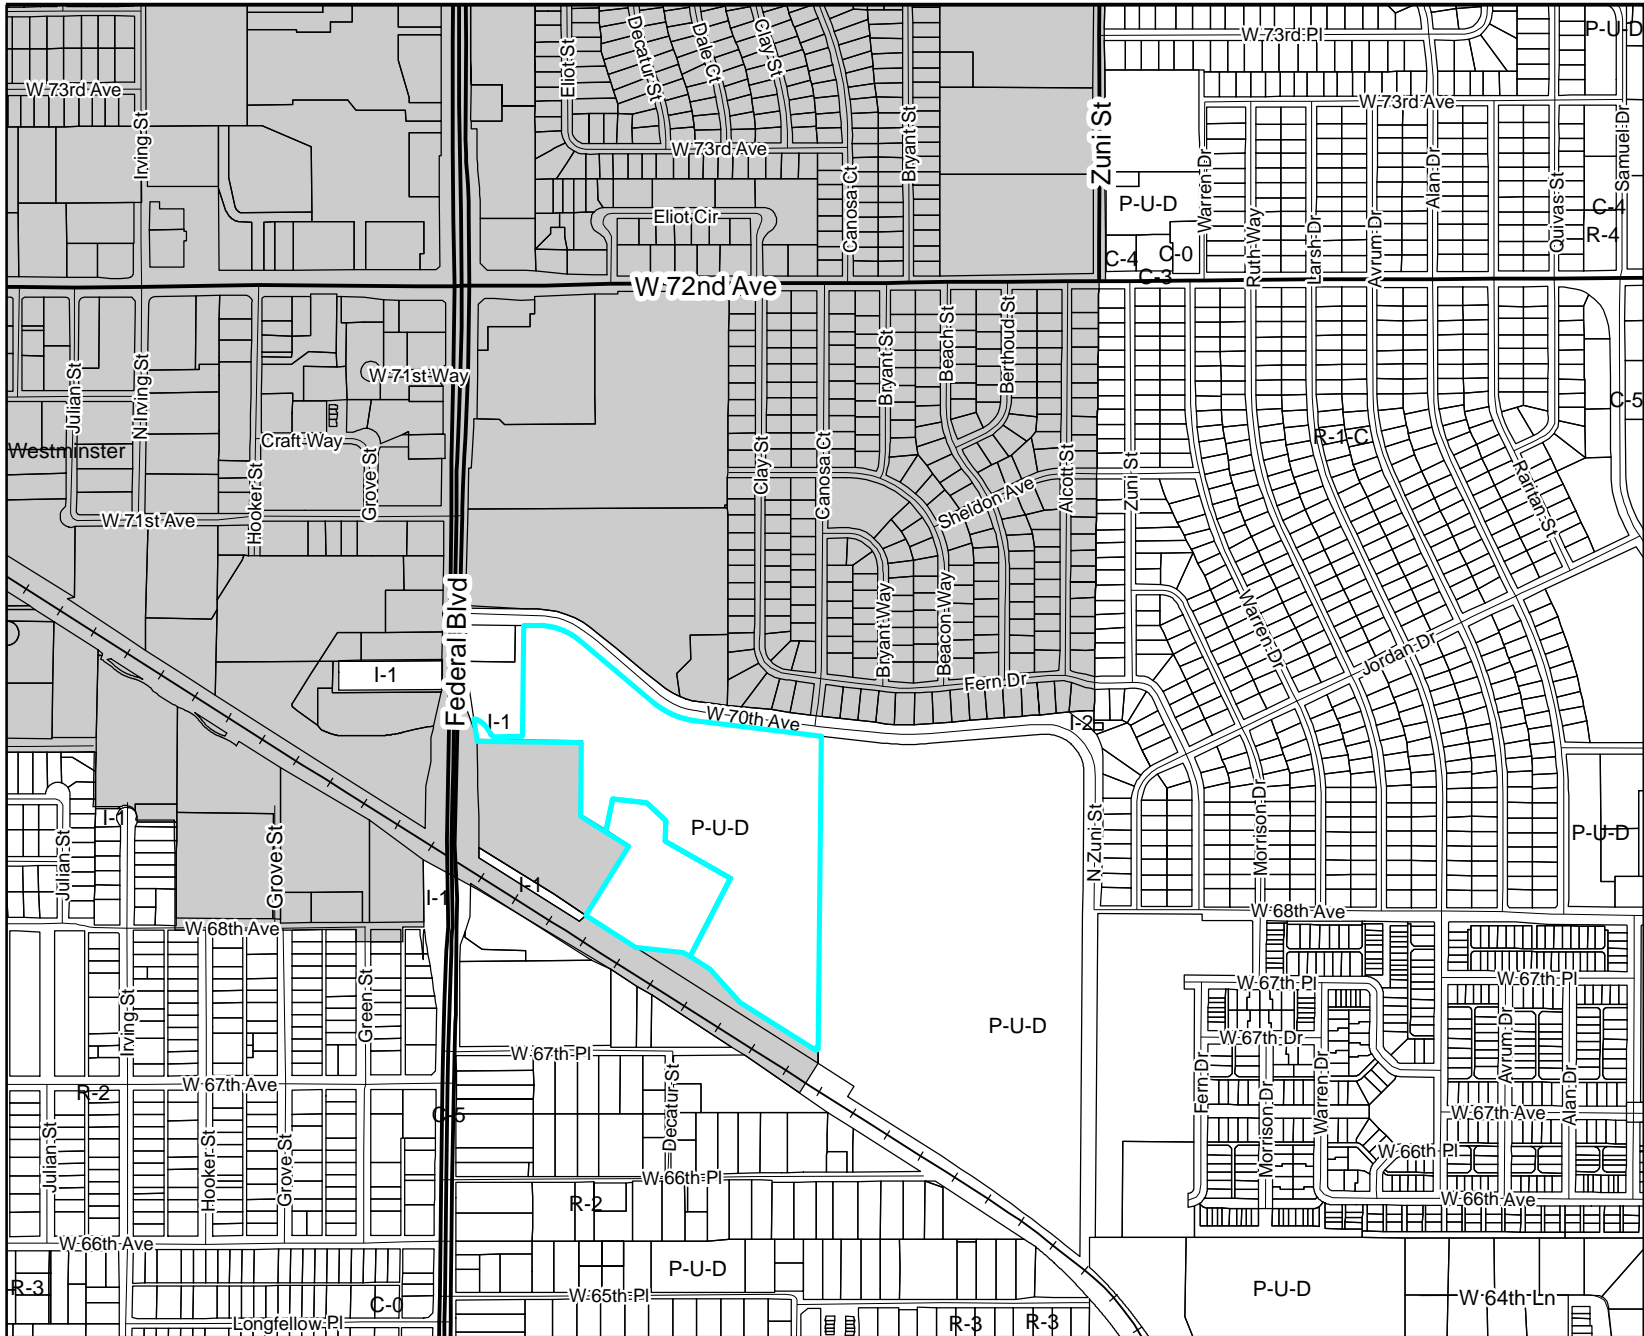 W 73rd Pl
P-U-D
W 73rd Ave
Irving St
Eliot St
Decatur St
Dale Ct
Clay St
W 73rd Ave
Canosa Ct
Bryant St
Zuni St
W 73rd Ave
Warren Dr
Ruth Way
Larsh Dr
Avrum Dr
Alan Dr
Quivas St
Samuel Dr
P-U-D
C-4
R-4
Eliot Cir
C-4
C-0
C-3
W 72nd Ave
Julian St
N Irving St
W 71st Way
Craft Way
Hooker St
Grove St
Westminster
W 71st Ave
Clay St
Canosa Ct
Bryant St
Beach St
Berthoud St
Alcott St
Zuni St
Sheldon Ave
R-1-C
C-5
Raritan St
Federal Blvd
Bryant Way
Beacon Way
Fern Dr
Warren Dr
Jordan Dr
I-1
I-1
W 70th Ave
I-2
I-1
Julian St
Grove St
P-U-D
N Zuni St
Morrison Dr
P-U-D
I-1
I-1
W 68th Ave
W 68th Ave
Irving St
Green St
W 67th Pl
W 67th Pl
P-U-D
W 67th Dr
Avrum Dr
Fern Dr
Morrison Dr
Warren Dr
Alan Dr
W 67th Pl
R-2
W 67th Ave
Decatur St
C-5
W 67th Ave
Julian St
Hooker St
Grove St
W 66th Pl
W 66th Pl
R-2
W 66th Ave
W 66th Ave
P-U-D
R-3
C-0
W 65th Pl
P-U-D
W 64th Ln
Longfellow Pl
R-3
R-3